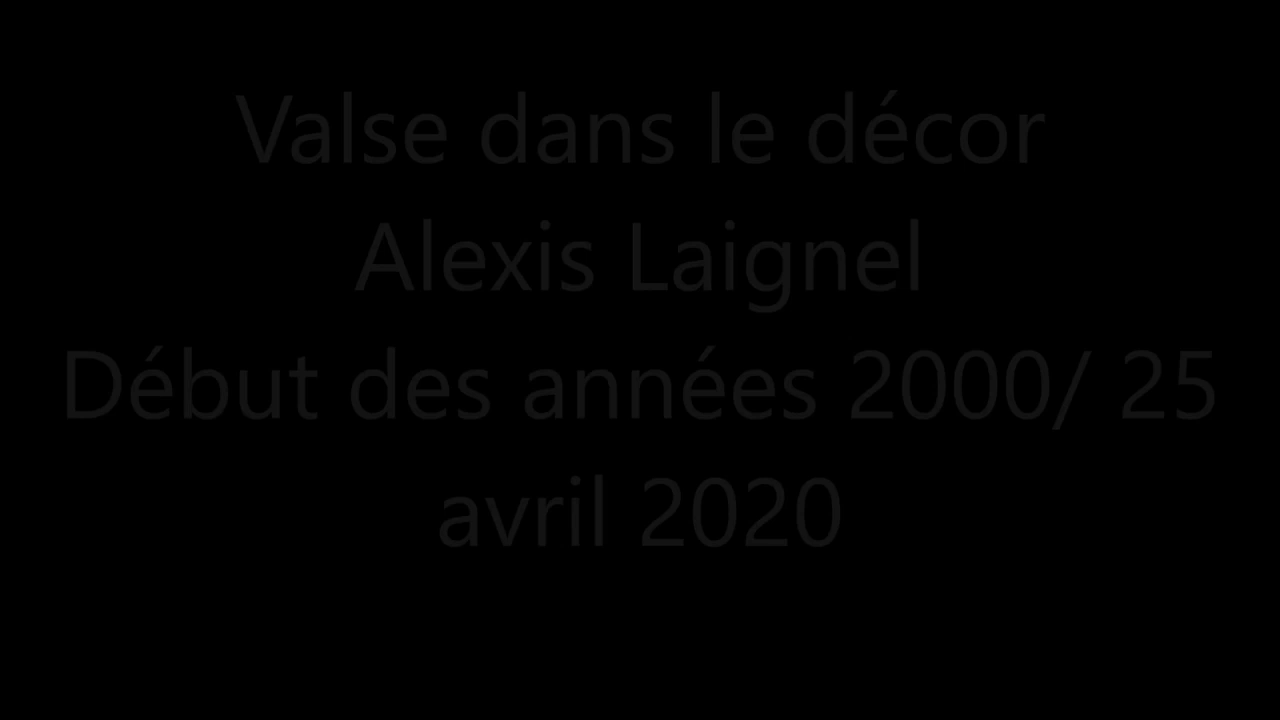 Valse dans le décor
Alexis Laignel
Début des années 2000/ 25
avril 2020